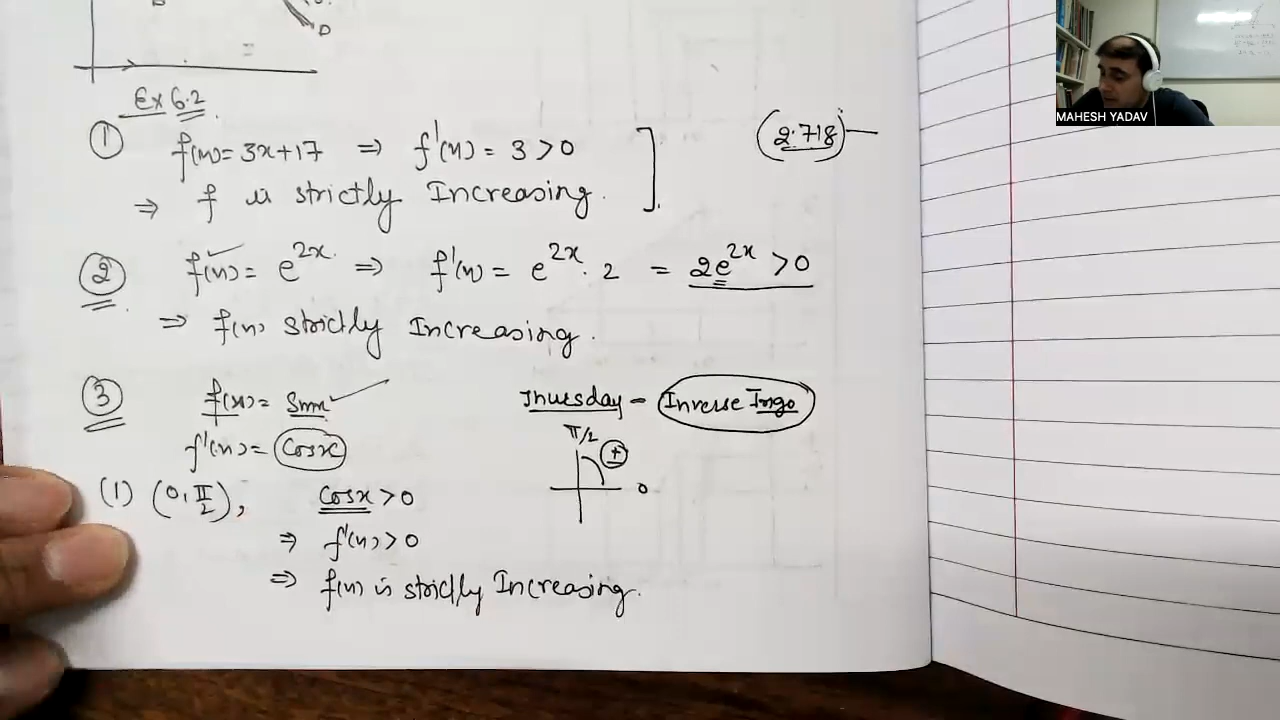 D
Ex 6.2
① f(x) = 3x+17 ⇒ f'(x) = 3 > 0
⇒ f is strictly Increasing.
(2.718)
② f(x) = e^{2x} ⇒ f'(x) = e^{2x}. 2 = 2e^{2x} > 0
⇒ f(x) strictly Increasing.
③ f(x) = Sinx
f'(x) = Cosx
Thursday - Inverse Tngo
π/2
+
0
(1) (0, π/2), Cosx > 0
⇒ f'(x) > 0
⇒ f(x) is strictly Increasing.
MAHESH YADAV